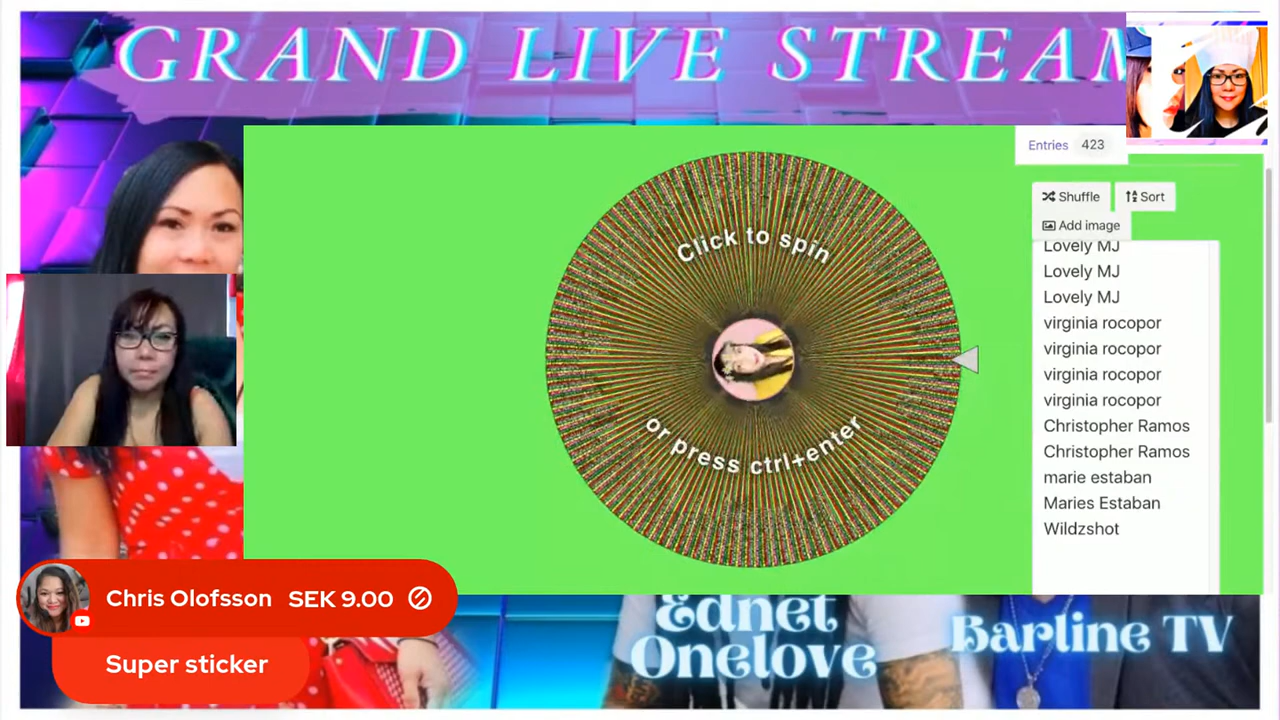 GRAND LIVE STREAM
Entries 423
Shuffle Sort
Add image
Lovely MJ
Lovely MJ
Lovely MJ
virginia rocopor
virginia rocopor
virginia rocopor
virginia rocopor
Christopher Ramos
Christopher Ramos
marie estaban
Maries Estaban
Wildzshot
Click to spin
or press ctrl+enter
Chris Olofsson SEK 9.00
Super sticker
Ednet
Onelove
Barline TV